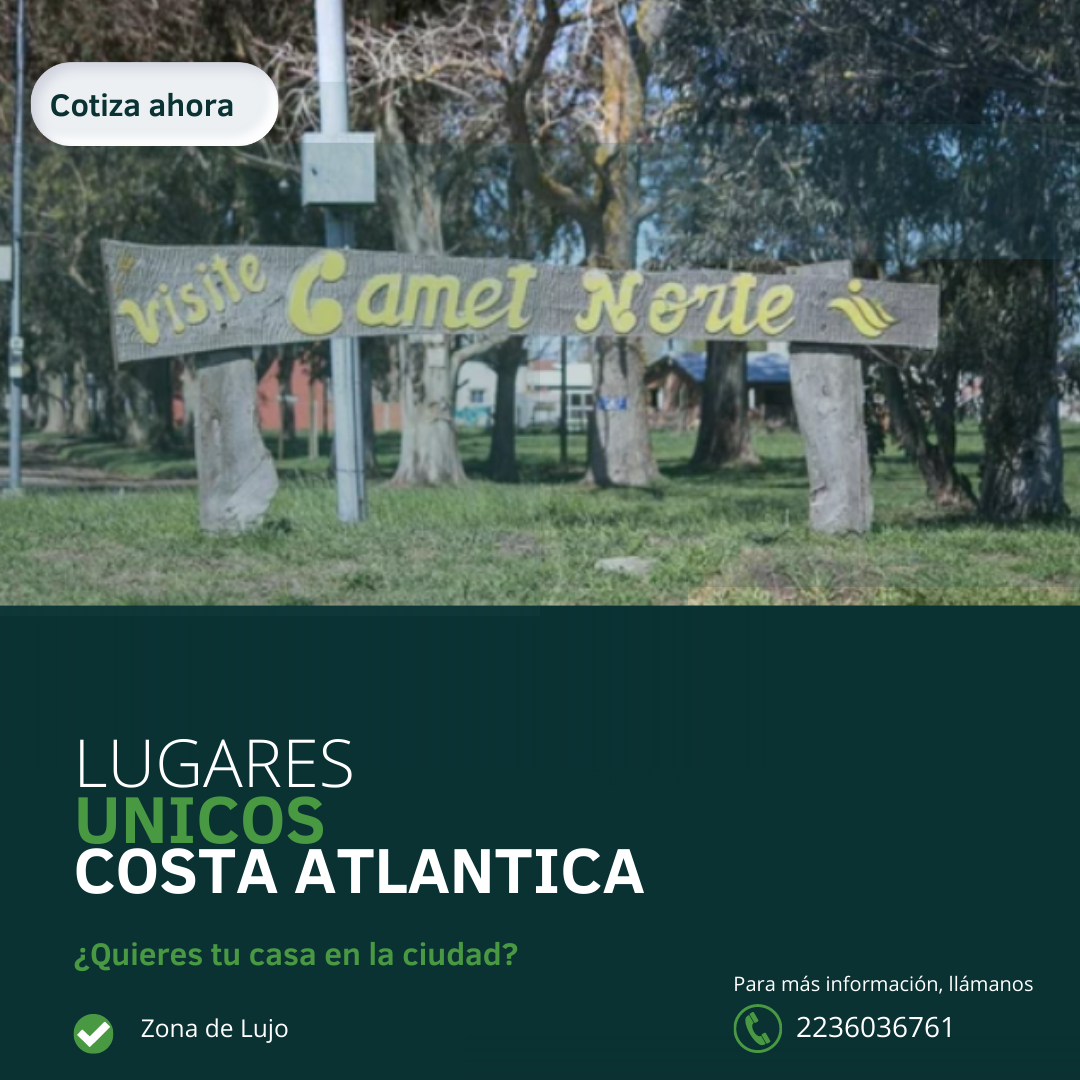 Cotiza ahora
Visite Camet Norte
LUGARES
UNICOS
COSTA ATLANTICA
¿Quieres tu casa en la ciudad?
Zona de Lujo
Para más información, llámanos
2236036761